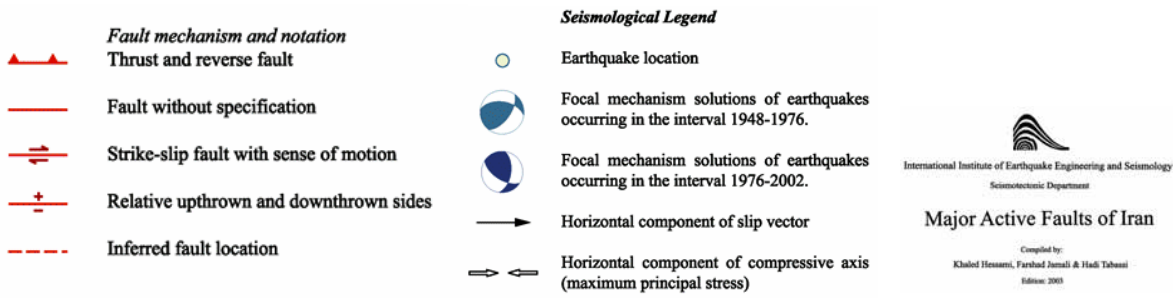 Fault mechanism and notation
Thrust and reverse fault
Fault without specification
Strike-slip fault with sense of motion
Relative upthrown and downthrown sides
Inferred fault location
Seismological Legend
Earthquake location
Focal mechanism solutions of earthquakes
occurring in the interval 1948-1976.
Focal mechanism solutions of earthquakes
occurring in the interval 1976-2002.
Horizontal component of slip vector
Horizontal component of compressive axis
(maximum principal stress)
International Institute of Earthquake Engineering and Seismology
Seismotectonic Department
Major Active Faults of Iran
Compiled by:
Khaled Hessami, Farshad Jamali & Hadi Tabassi
Edition: 2003